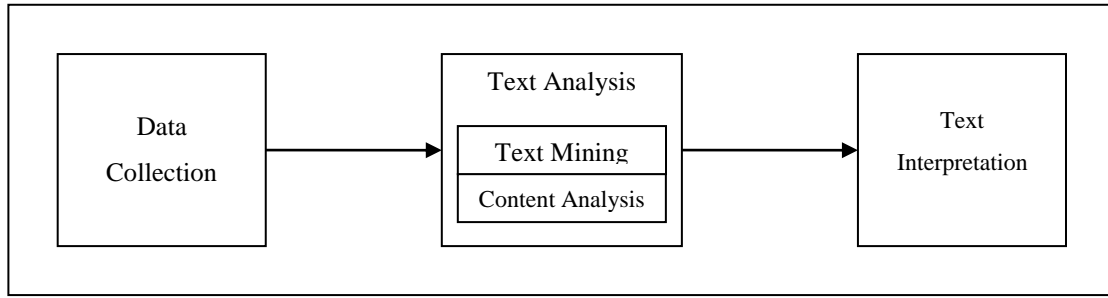 Data
Collection
Text Analysis
Text Mining
Content Analysis
Text
Interpretation